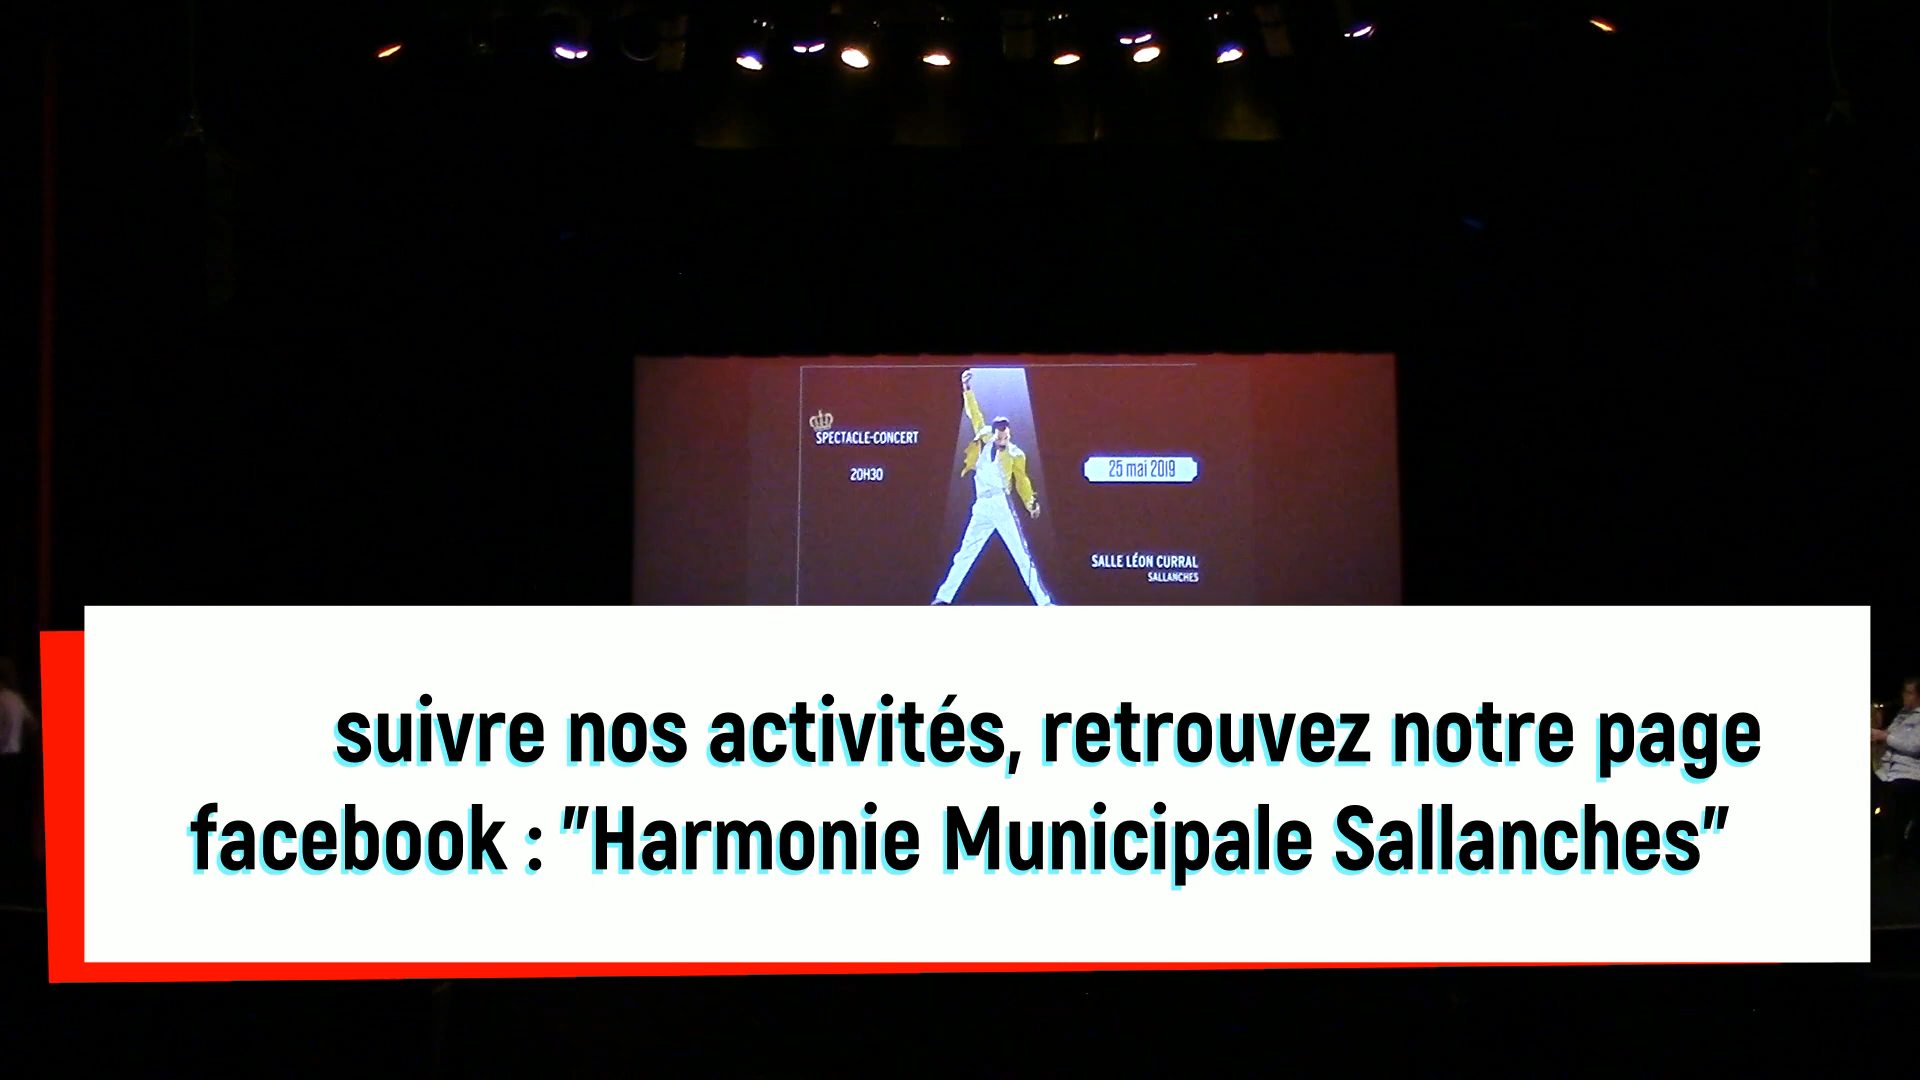 SPECTACLE-CONCERT
20H30
25 mai 2019
SALLE LÉON CURRAL
SALLANCHES
suivre nos activités, retrouvez notre page
facebook : "Harmonie Municipale Sallanches"